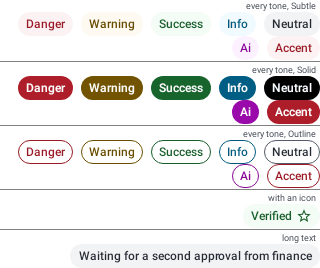 every tone, Subtle
Danger Warning Success Info Neutral
Ai Accent
every tone, Solid
Danger Warning Success Info Neutral
Ai Accent
every tone, Outline
Danger Warning Success Info Neutral
Ai Accent
with an icon
Verified
long text
Waiting for a second approval from finance